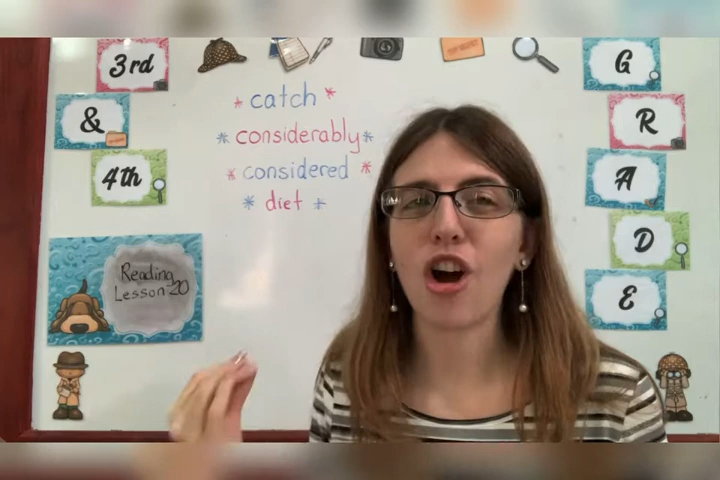 3rd
&
4th
Reading
Lesson 20
* catch *
* considerably *
* considered *
* diet *
G
R
A
D
E